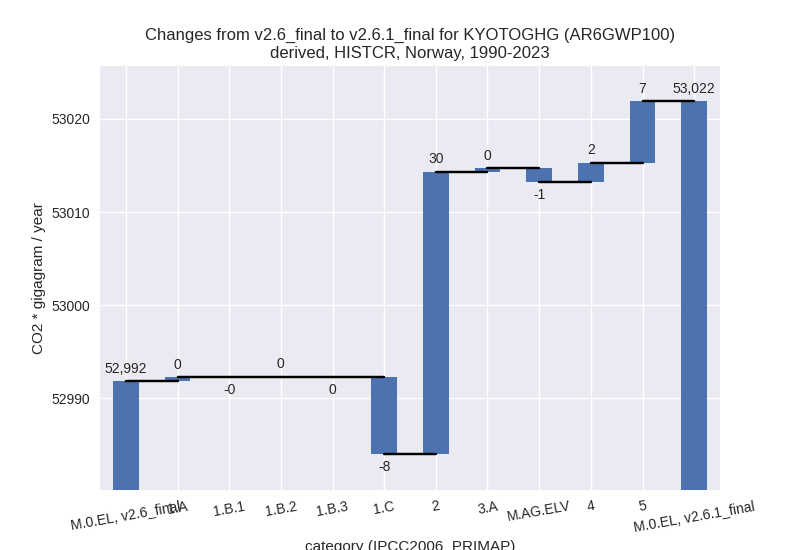 Changes from v2.6_final to v2.6.1_final for KYOTOGHG (AR6GWP100)
derived, HISTCR, Norway, 1990-2023
CO2 * gigagram / year
53020
53010
53000
52990
52,992
0
-0
0
0
-8
30
0
-1
2
7
53,022
M.0.EL, v2.6_final
1.A
1.B.1
1.B.2
1.B.3
1.C
2
3.A
M.AG.ELV
4
5
M.0.EL, v2.6.1_final
category (IPCC2006_PRIMAP)